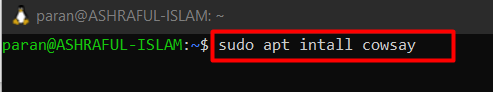 paran@ASHRAFUL-ISLAM: ~
paran@ASHRAFUL-ISLAM:~$ sudo apt intall cowsay